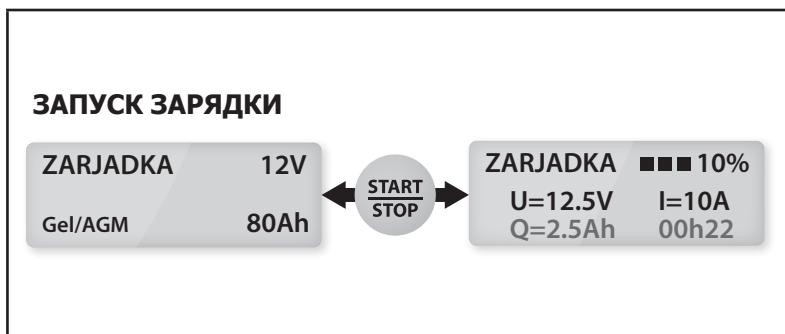 ЗАПУСК ЗАРЯДКИ
ZARJADKA 12V
Gel/AGM 80Ah
START
STOP
ZARJADKA 10%
U=12.5V I=10A
Q=2.5Ah 00h22